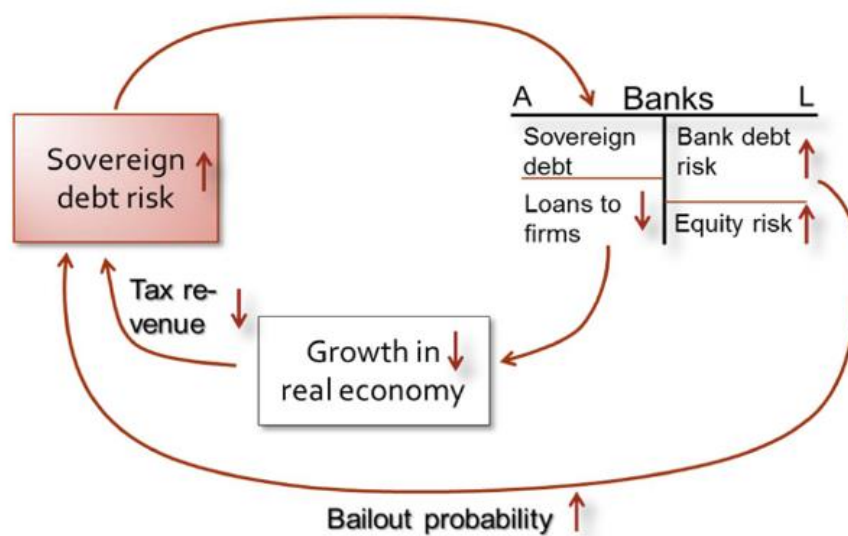 A Banks L
Sovereign
debt
Bank debt
risk
Loans to
firms
Equity risk
Sovereign
debt risk
Tax re-
venue
Growth in
real economy
Bailout probability